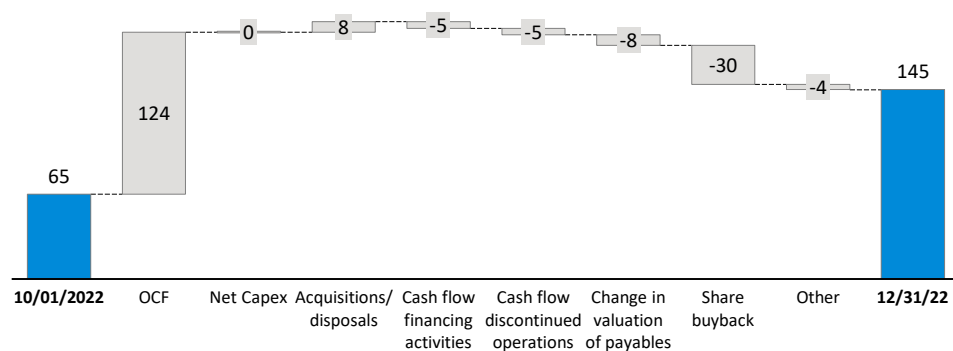 8
0
-5
-5
-8
-30
-4
145
124
65
10/01/2022
OCF
Net Capex
Acquisitions/
disposals
Cash flow
financing
activities
Cash flow
discontinued
operations
Change in
valuation
of payables
Share
buyback
Other
12/31/22